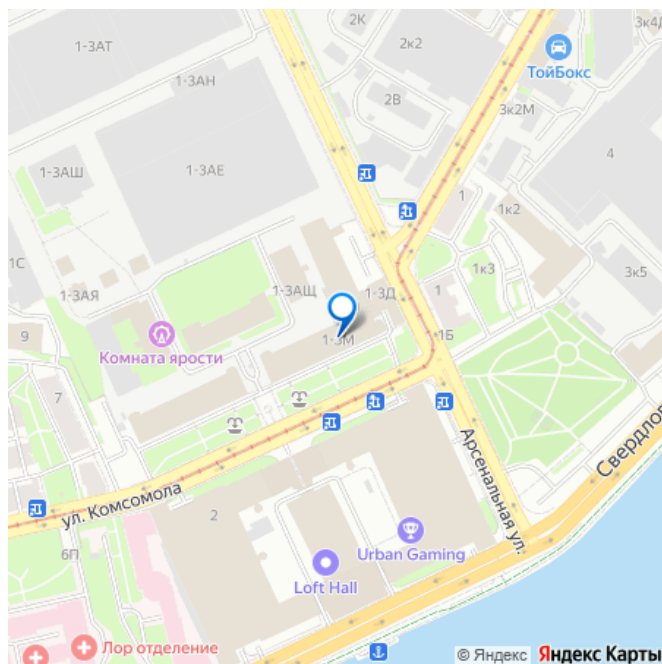 2К
1-3АТ
2к2
ТойБокс
1-3АН
2В
3к2М
1-3АЕ
4
1-3АШ
1
1к2
1С
1к3
3к5
1-3АЯ
1-3АЩ
1-3Д
1
9
1-3М
1Б
Комната ярости
7
Свердлов
Арсенальная ул.
ул. Комсомола
2
Urban Gaming
6П
Loft Hall
Лор отделение
© Яндекс Яндекс Карты